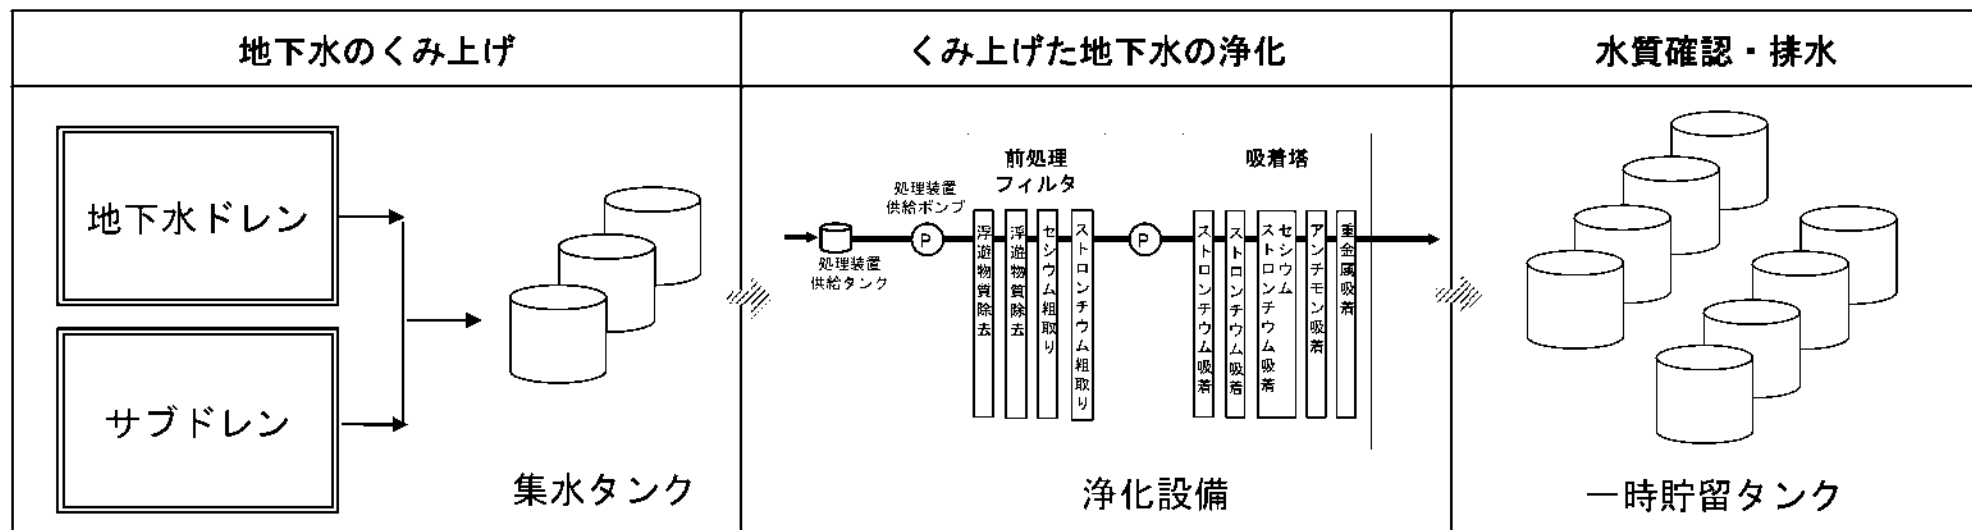 地下水のくみ上げ
くみ上げた地下水の浄化
水質確認・排水
地下水ドレン
サブドレン
集水タンク
前処理
フィルタ
吸着塔
処理装置
供給ポンプ
P
P
処理装置
供給タンク
浮遊物質除去
浮遊物質除去
セシウム粗取り
ストロンチウム粗取り
ストロンチウム吸着
ストロンチウム吸着
セシウム
ストロンチウム吸着
アンチモン吸着
重金属吸着
浄化設備
一時貯留タンク